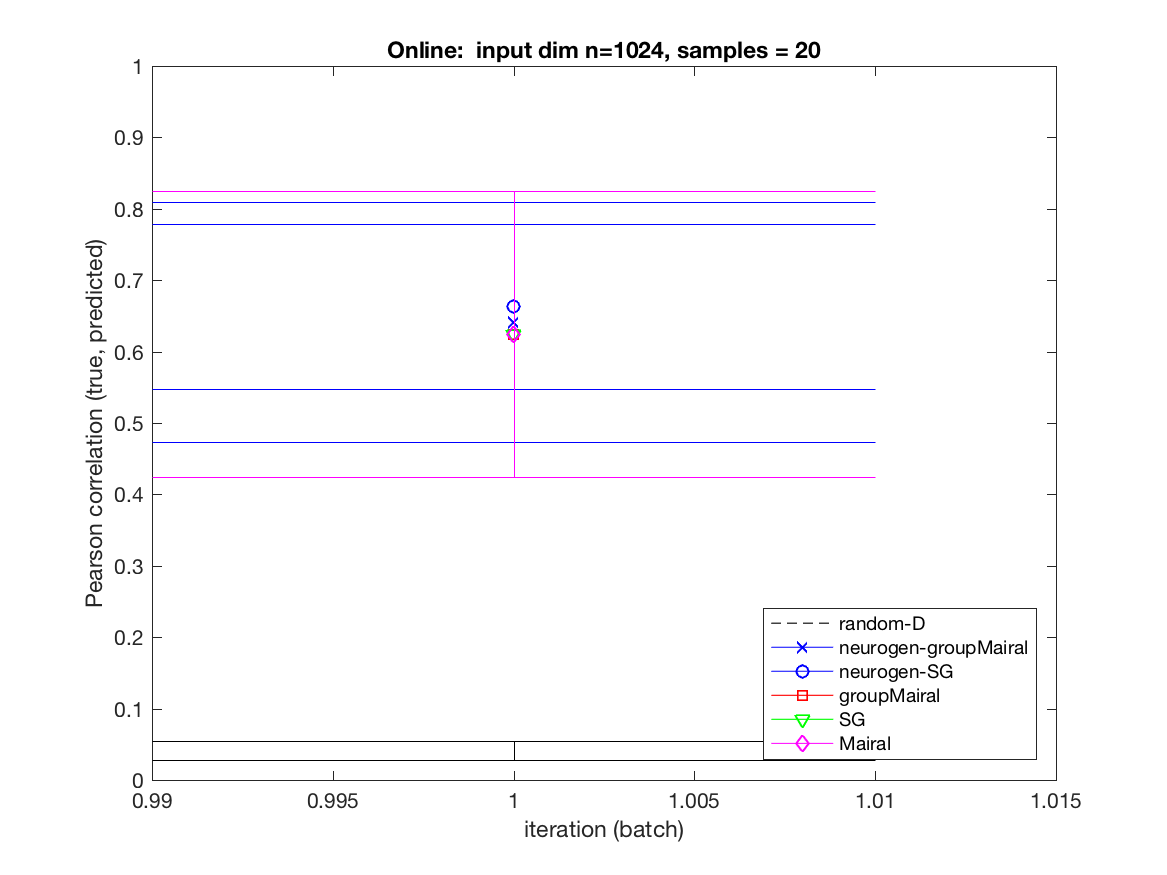 Online:  input dim n=1024, samples = 20
Pearson correlation (true, predicted)
1
0.9
0.8
0.7
0.6
0.5
0.4
0.3
0.2
0.1
0
random-D
neurogen-groupMairal
neurogen-SG
groupMairal
SG
Mairal
0.99 0.995 1 1.005 1.01 1.015
iteration (batch)